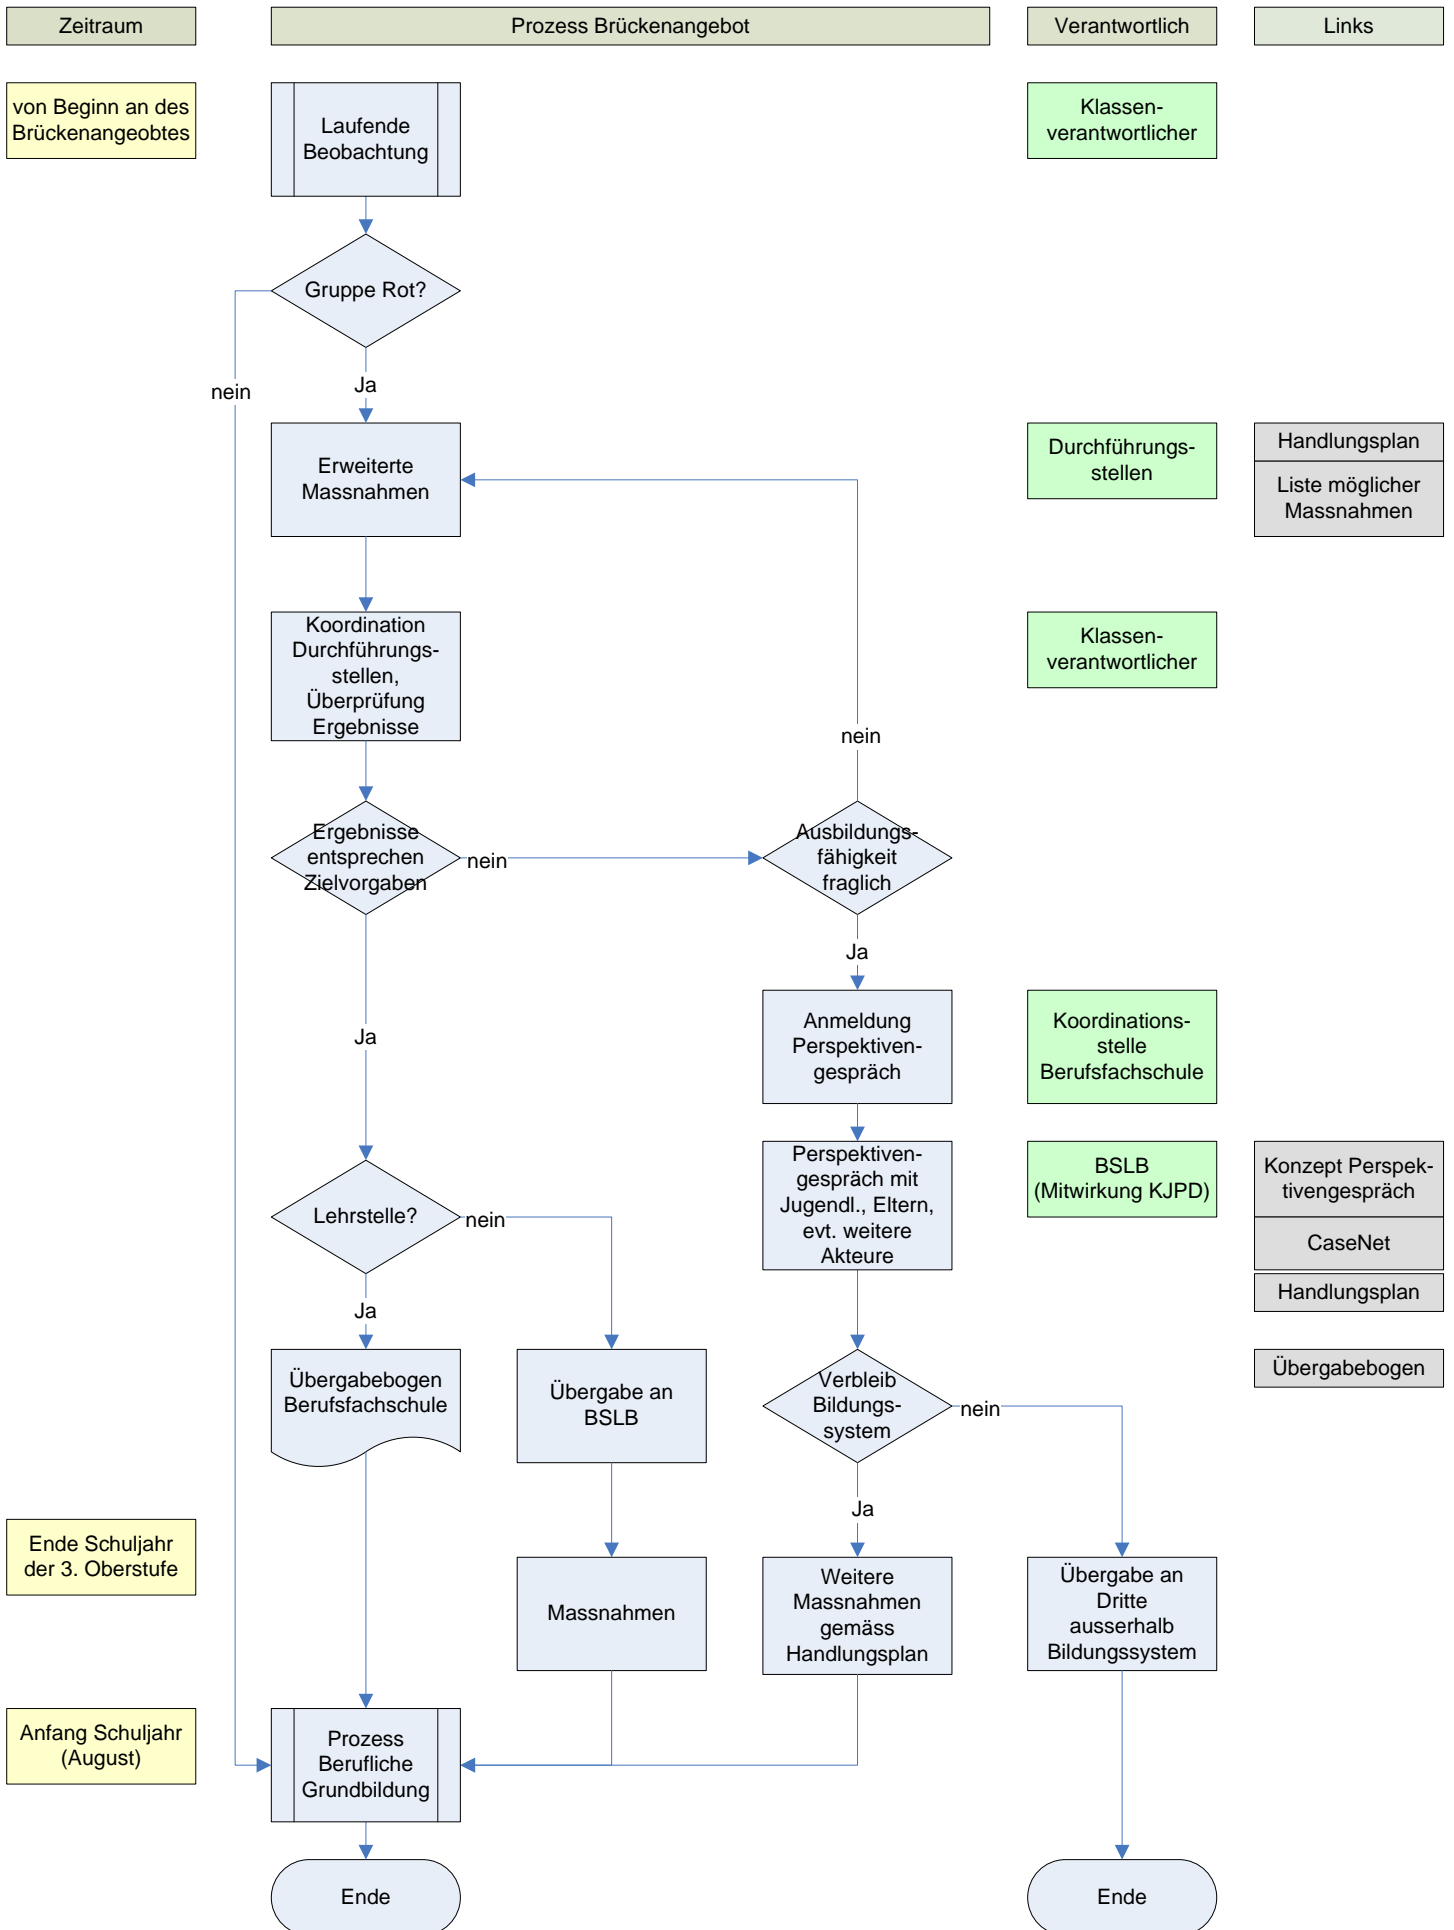 Zeitraum
Prozess Brückenangebot
Verantwortlich
Links
von Beginn an des
Brückenangeobtes
Laufende
Beobachtung
Klassen-
verantwortlicher
Gruppe Rot?
nein
Ja
Erweiterte
Massnahmen
Durchführungs-
stellen
Handlungsplan
Liste möglicher
Massnahmen
Koordination
Durchführungs-
stellen,
Überprüfung
Ergebnisse
Klassen-
verantwortlicher
nein
Ergebnisse
entsprechen
Zielvorgaben
nein
Ausbildungs-
fähigkeit
fraglich
Ja
Ja
Anmeldung
Perspektiven-
gespräch
Koordinations-
stelle
Berufsfachschule
Perspektiven-
gespräch mit
Jugendl., Eltern,
evt. weitere
Akteure
BSLB
(Mitwirkung KJPD)
Konzept Perspek-
tivengespräch
CaseNet
Handlungsplan
Lehrstelle?
nein
Ja
Übergabebogen
Berufsfachschule
Übergabe an
BSLB
Verbleib
Bildungs-
system
nein
Übergabebogen
Ja
Ende Schuljahr
der 3. Oberstufe
Massnahmen
Weitere
Massnahmen
gemäss
Handlungsplan
Übergabe an
Dritte
ausserhalb
Bildungssystem
Anfang Schuljahr
(August)
Prozess
Berufliche
Grundbildung
Ende
Ende